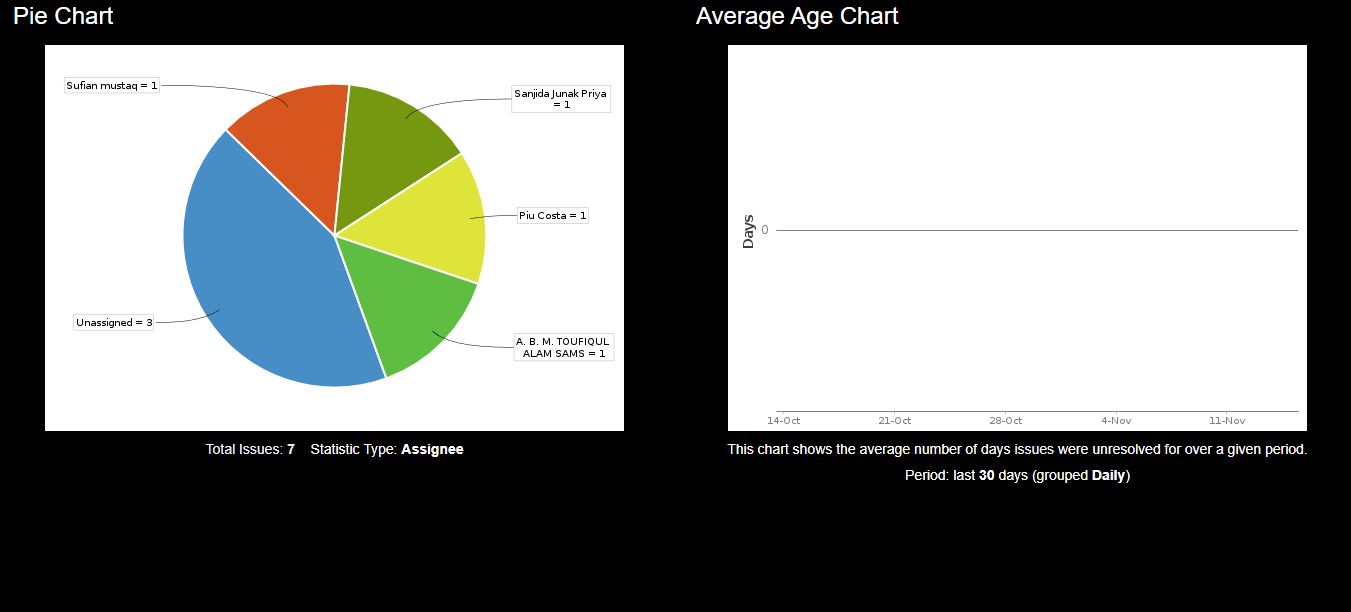 Pie Chart
Sufian mustaq = 1
Sanjida Junak Priya
= 1
Piu Costa = 1
Unassigned = 3
A. B. M. TOUFIQUL
ALAM SAMS = 1
Total Issues: 7 Statistic Type: Assignee
Average Age Chart
Days
0
14-Oct 21-Oct 28-Oct 4-Nov 11-Nov
This chart shows the average number of days issues were unresolved for over a given period.
Period: last 30 days (grouped Daily)